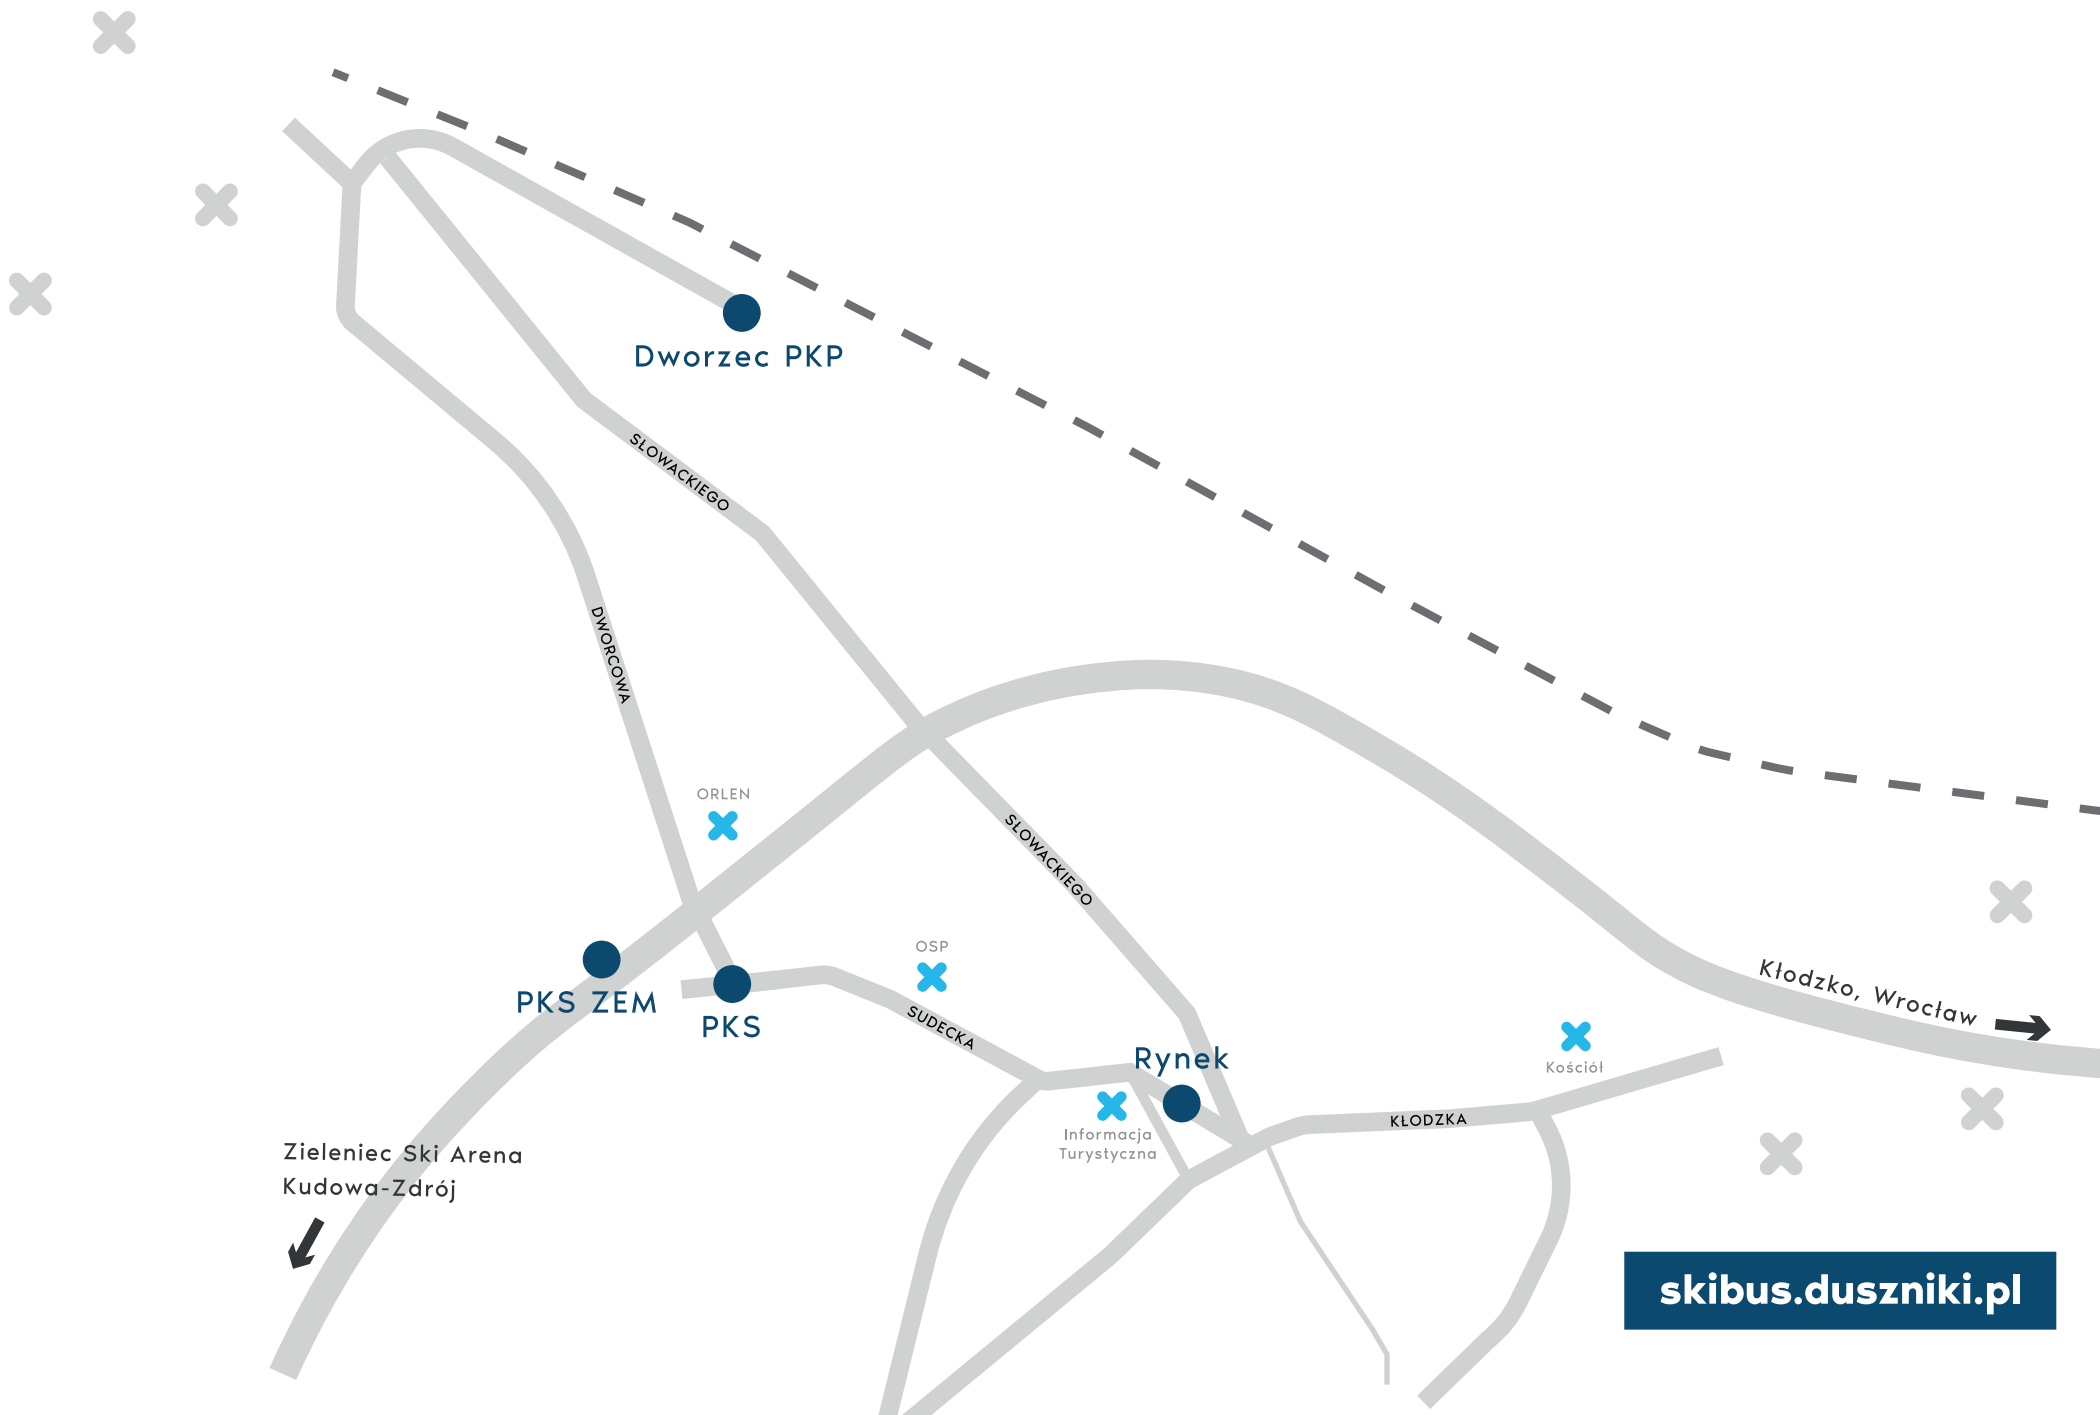 Dworzec PKP
SŁOWACKIEGO
DWORCOWA
ORLEN
SŁOWACKIEGO
OSP
PKS ZEM
PKS
SUDECKA
Kłodzko, Wrocław
Rynek
Kościół
KŁODZKA
Informacja
Turystyczna
Zieleniec Ski Arena
Kudowa-Zdrój
skibus.duszniki.pl